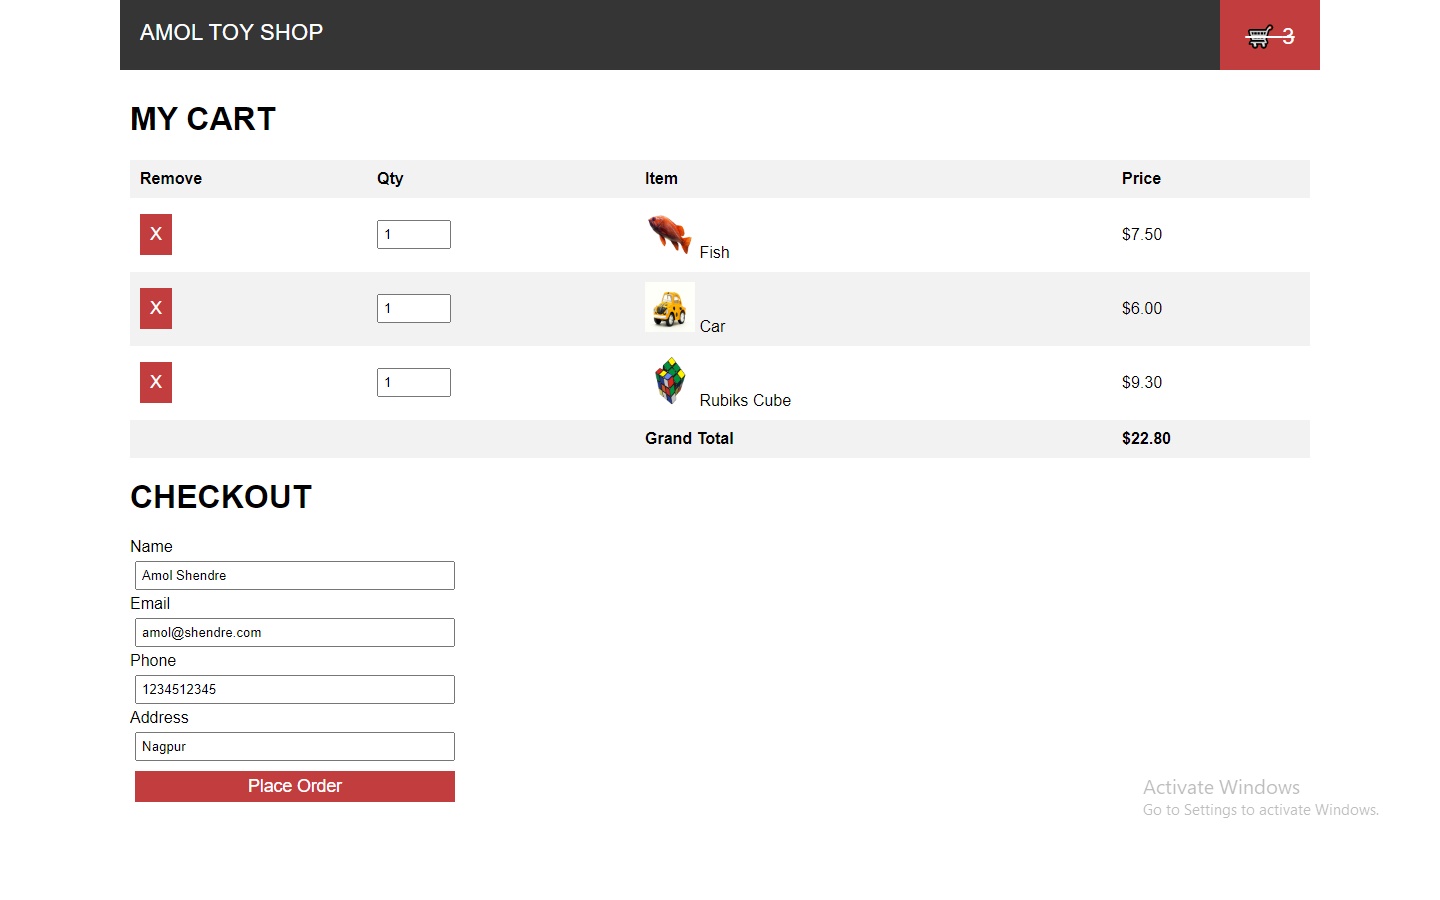 AMOL TOY SHOP 3
MY CART
Remove Qty Item Price
X 1 Fish $7.50
X 1 Car $6.00
X 1 Rubiks Cube $9.30
Grand Total $22.80
CHECKOUT
Name
Amol Shendre
Email
amol@shendre.com
Phone
1234512345
Address
Nagpur
Place Order
Activate Windows
Go to Settings to activate Windows.